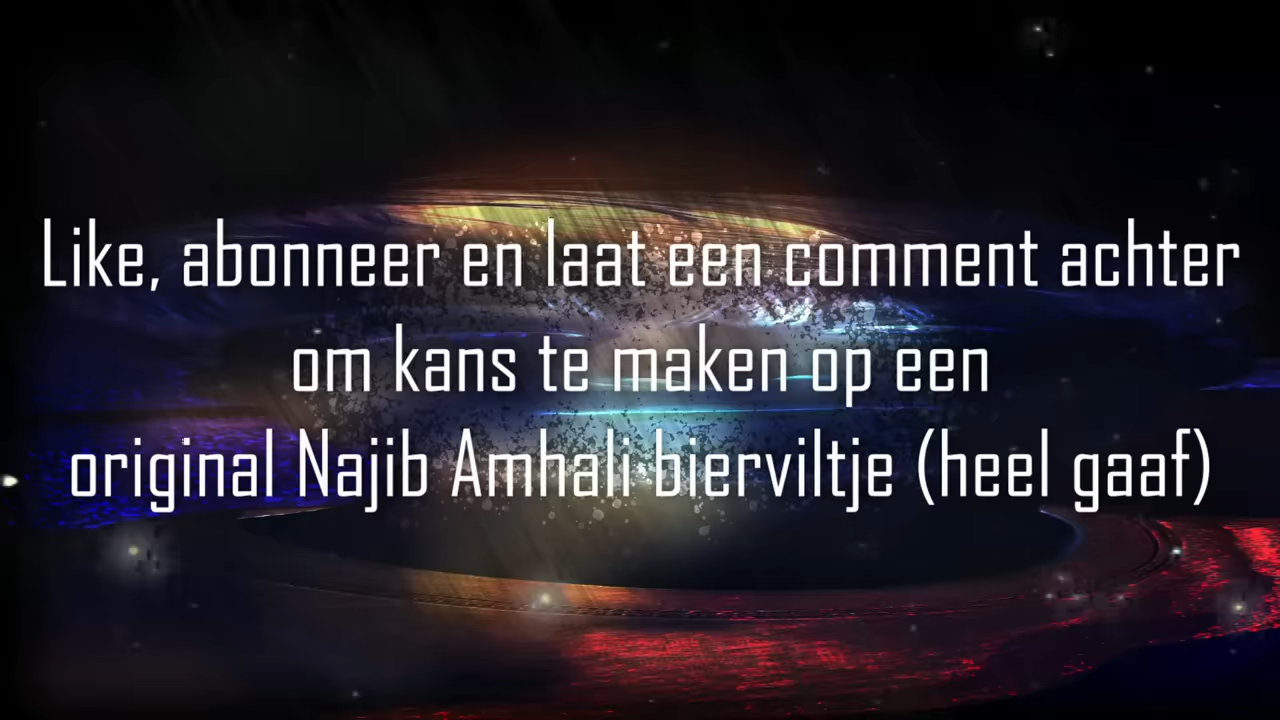 Like, abonneer en laat een comment achter
om kans te maken op een
original Najib Amhali bierviltje (heel gaaf)